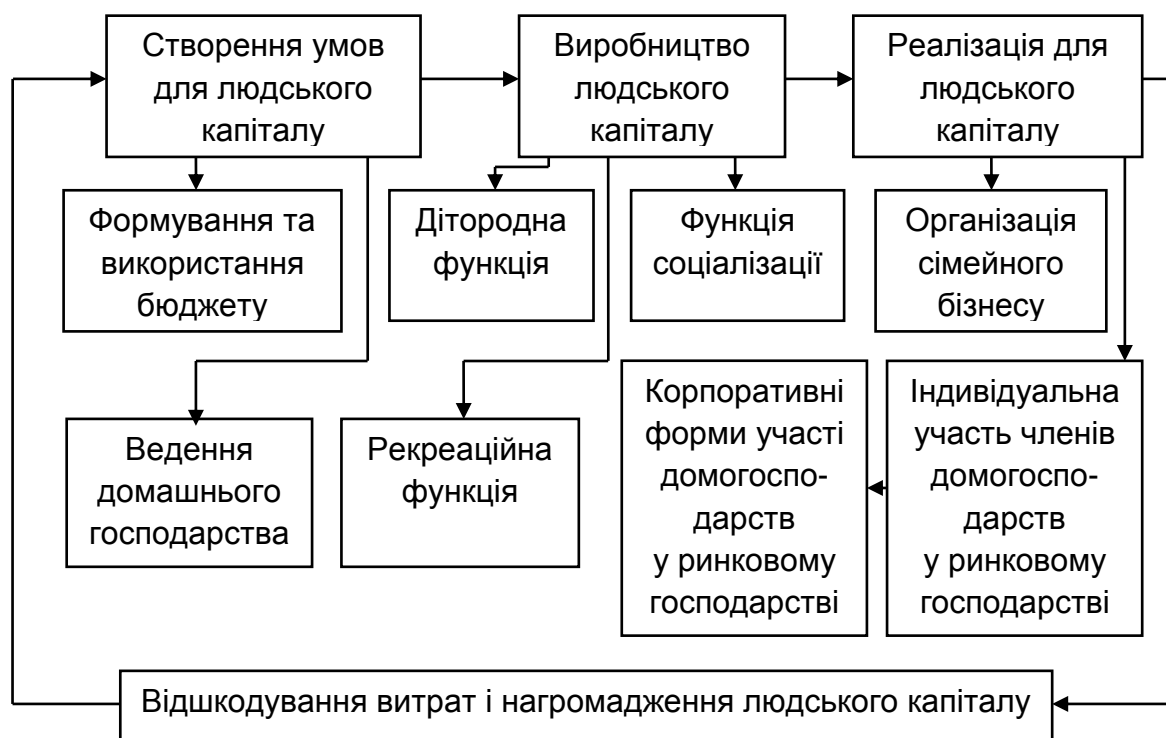 Створення умов
для людського
капіталу
Виробництво
людського
капіталу
Реалізація для
людського
капіталу
Формування та
використання
бюджету
Дітородна
функція
Функція
соціалізації
Організація
сімейного
бізнесу
Ведення
домашнього
господарства
Рекреаційна
функція
Корпоративні
форми участі
домогоспо-
дарств
у ринковому
господарстві
Індивідуальна
участь членів
домогоспо-
дарств
у ринковому
господарстві
Відшкодування витрат і нагромадження людського капіталу